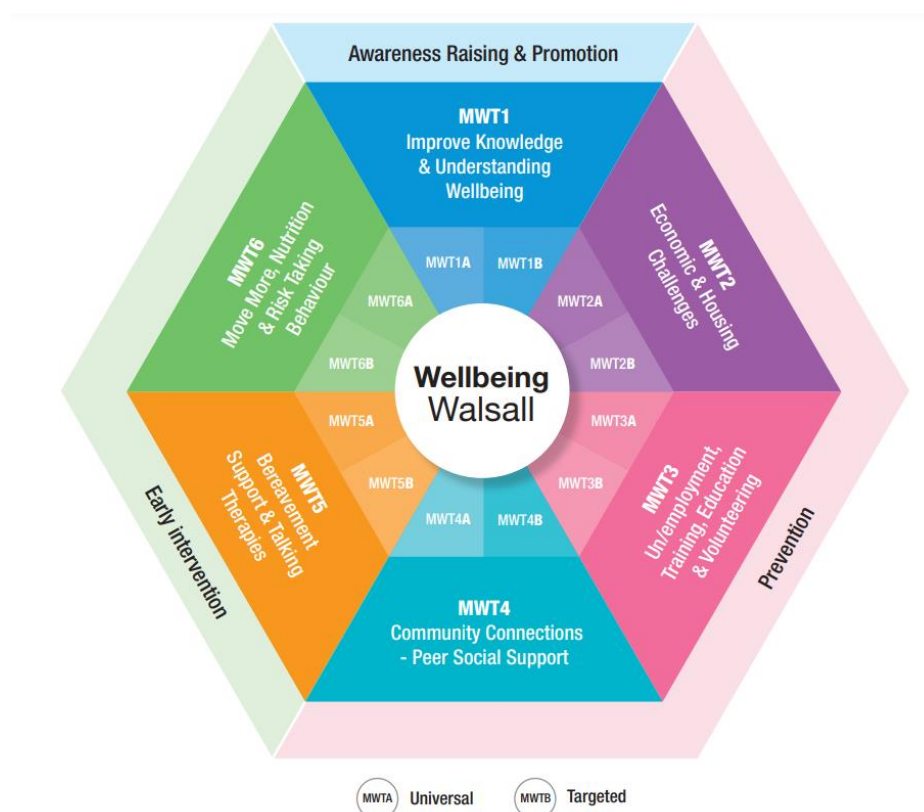 Awareness Raising & Promotion
MWT1
Improve Knowledge
& Understanding
Wellbeing
MWT1A
MWT1B
MWT2
Economic & Housing
Challenges
MWT2A
MWT2B
MWT3
Un/employment,
Training, Education
& Volunteering
MWT3A
MWT3B
Prevention
MWT4
Community Connections
- Peer Social Support
MWT4A
MWT4B
MWT5
Bereavement
Support & Talking
Therapies
MWT5A
MWT5B
Early intervention
MWT6
Move More, Nutrition
& Risk Taking
Behaviour
MWT6A
MWT6B
Wellbeing
Walsall
MWTA Universal
MWTB Targeted